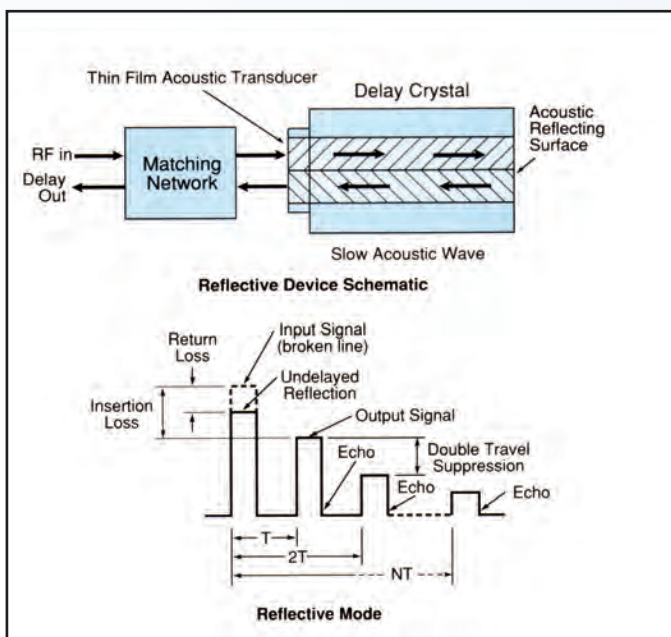 Thin Film Acoustic Transducer
Delay Crystal
Acoustic
Reflecting
Surface
RF in
Delay
Out
Matching
Network
Slow Acoustic Wave
Reflective Device Schematic
Return
Loss
Input Signal
(broken line)
Undelayed
Reflection
Insertion
Loss
Output Signal
Echo
Double Travel
Suppression
Echo
Echo
T
2T
NT
Reflective Mode